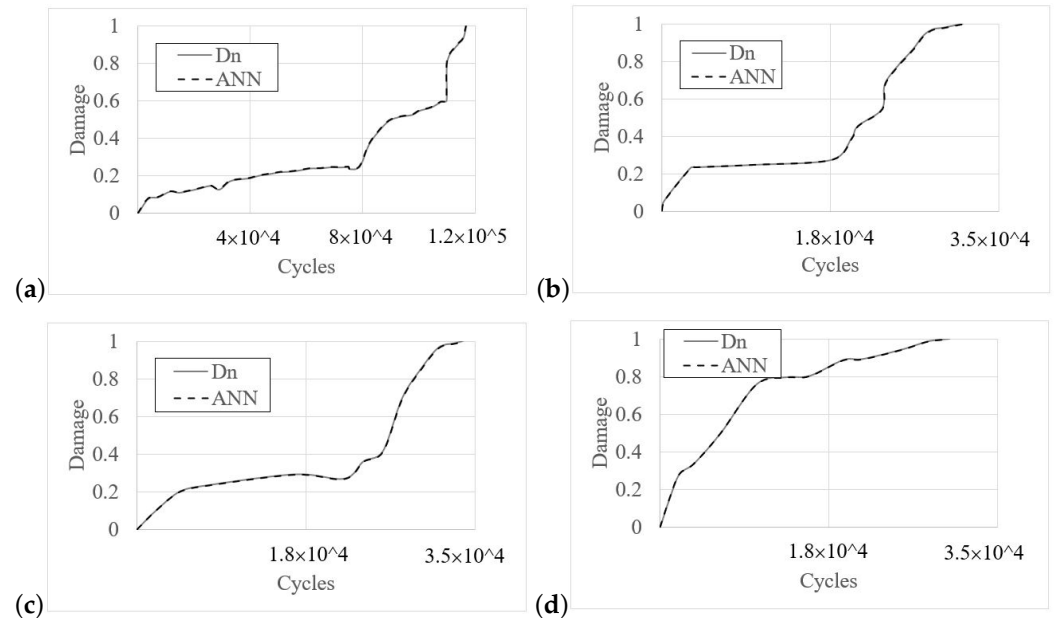 1
Dn
ANN
0.8
0.6
0.4
0.2
0
Damage
4×10^4
8×10^4
1.2×10^5
Cycles
(a)
1
Dn
ANN
0.8
0.6
0.4
0.2
0
Damage
1.8×10^4
3.5×10^4
Cycles
(b)
1
Dn
ANN
0.8
0.6
0.4
0.2
0
Damage
1.8×10^4
3.5×10^4
Cycles
(c)
1
Dn
ANN
0.8
0.6
0.4
0.2
0
Damage
1.8×10^4
3.5×10^4
Cycles
(d)